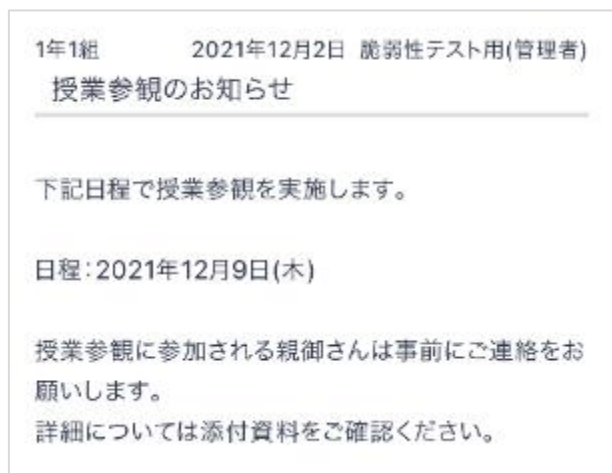 1年1組 2021年12月2日 脆弱性テスト用(管理者)
授業参観のお知らせ
下記日程で授業参観を実施します。
日程：2021年12月9日(木)
授業参観に参加される親御さんは事前にご連絡をお
願いします。
詳細については添付資料をご確認ください。